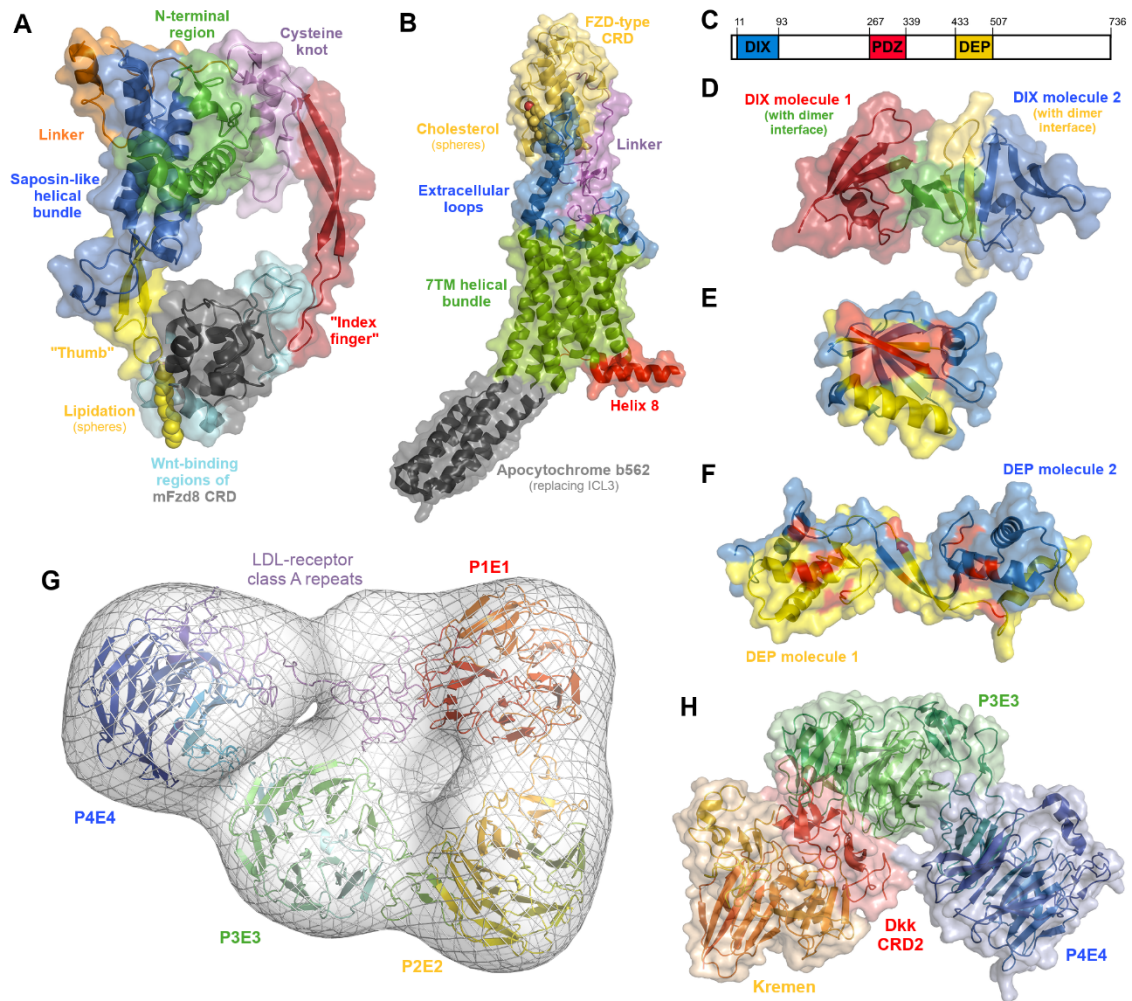 A
N-terminal
region
Cysteine
knot
Linker
Saposin-like
helical
bundle
"Thumb"
"Index
finger"
Lipidation
(spheres)
Wnt-binding
regions of
mFzd8 CRD
B
FZD-type
CRD
Cholesterol
(spheres)
Linker
Extracellular
loops
7TM helical
bundle
Helix 8
Apocytochrome b562
(replacing ICL3)
C
11 93 267 339 433 507 736
DIX PDZ DEP
D
DIX molecule 1
(with dimer
interface)
DIX molecule 2
(with dimer
interface)
E
F
DEP molecule 2
DEP molecule 1
G
LDL-receptor
class A repeats
P1E1
P4E4
P3E3
P2E2
H
P3E3
Dkk
CRD2
Kremen
P4E4